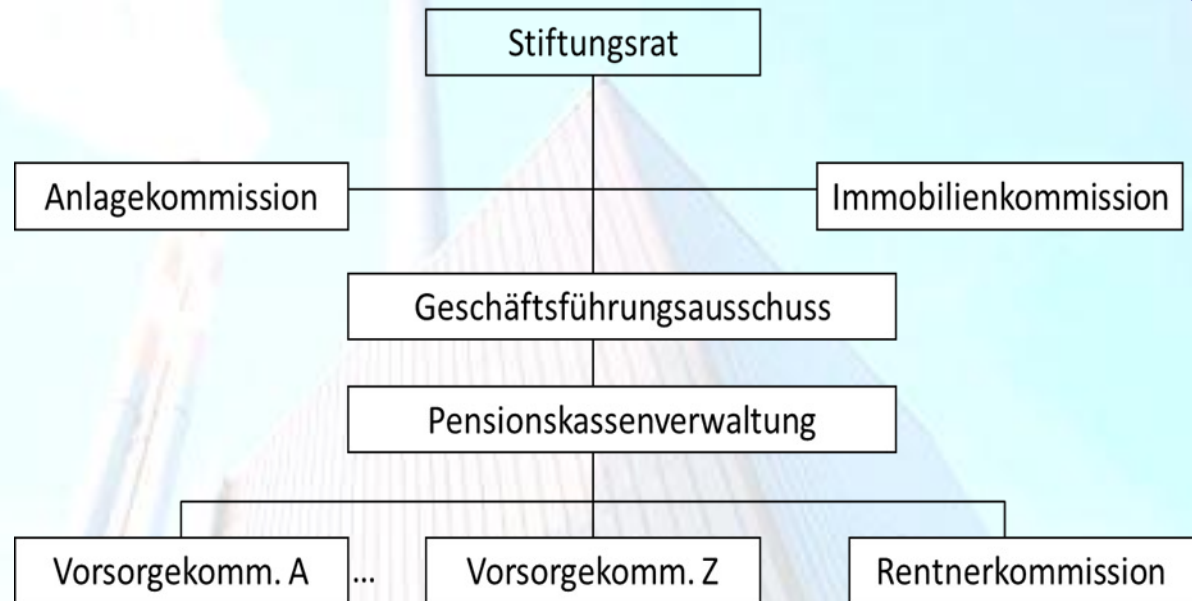 Stiftungsrat
Anlagekommission
Immobilienkommission
Geschäftsführungsausschuss
Pensionskassenverwaltung
Vorsorgekomm. A ... Vorsorgekomm. Z Rentnerkommission